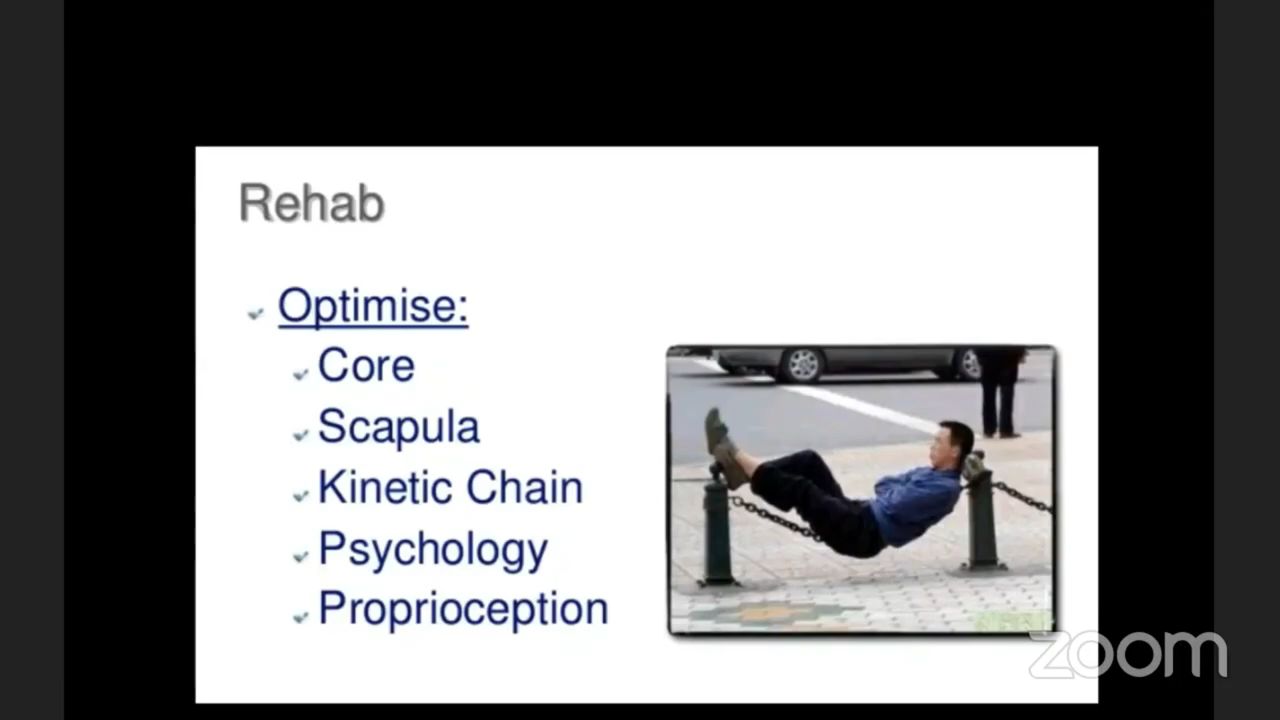 Rehab
Optimise:
Core
Scapula
Kinetic Chain
Psychology
Proprioception
zoom